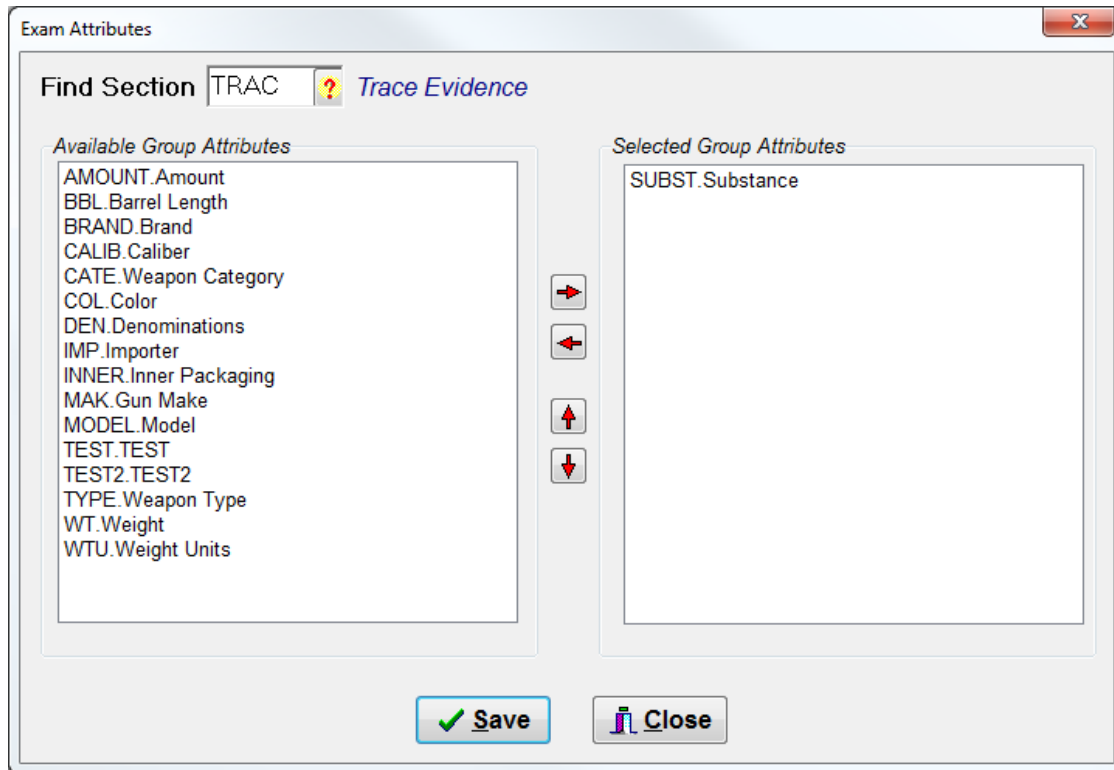 Exam Attributes
Find Section TRAC ? Trace Evidence
Available Group Attributes
AMOUNT.Amount
BBL.Barrel Length
BRAND.Brand
CALIB.Caliber
CATE.Weapon Category
COL.Color
DEN.Denominations
IMP.Importer
INNER.Inner Packaging
MAK.Gun Make
MODEL.Model
TEST.TEST
TEST2.TEST2
TYPE.Weapon Type
WT.Weight
WTU.Weight Units
Selected Group Attributes
SUBST.Substance
Save
Close